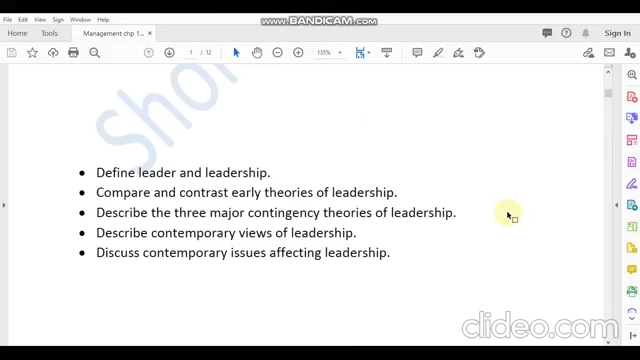 WWW.BANDICAM.COM
File Edit View Sign Window Help
Home Tools Management chp 1... × Sign In
1 / 12 135%
Shor
• Define leader and leadership.
• Compare and contrast early theories of leadership.
• Describe the three major contingency theories of leadership.
• Describe contemporary views of leadership.
• Discuss contemporary issues affecting leadership.
clideo.com